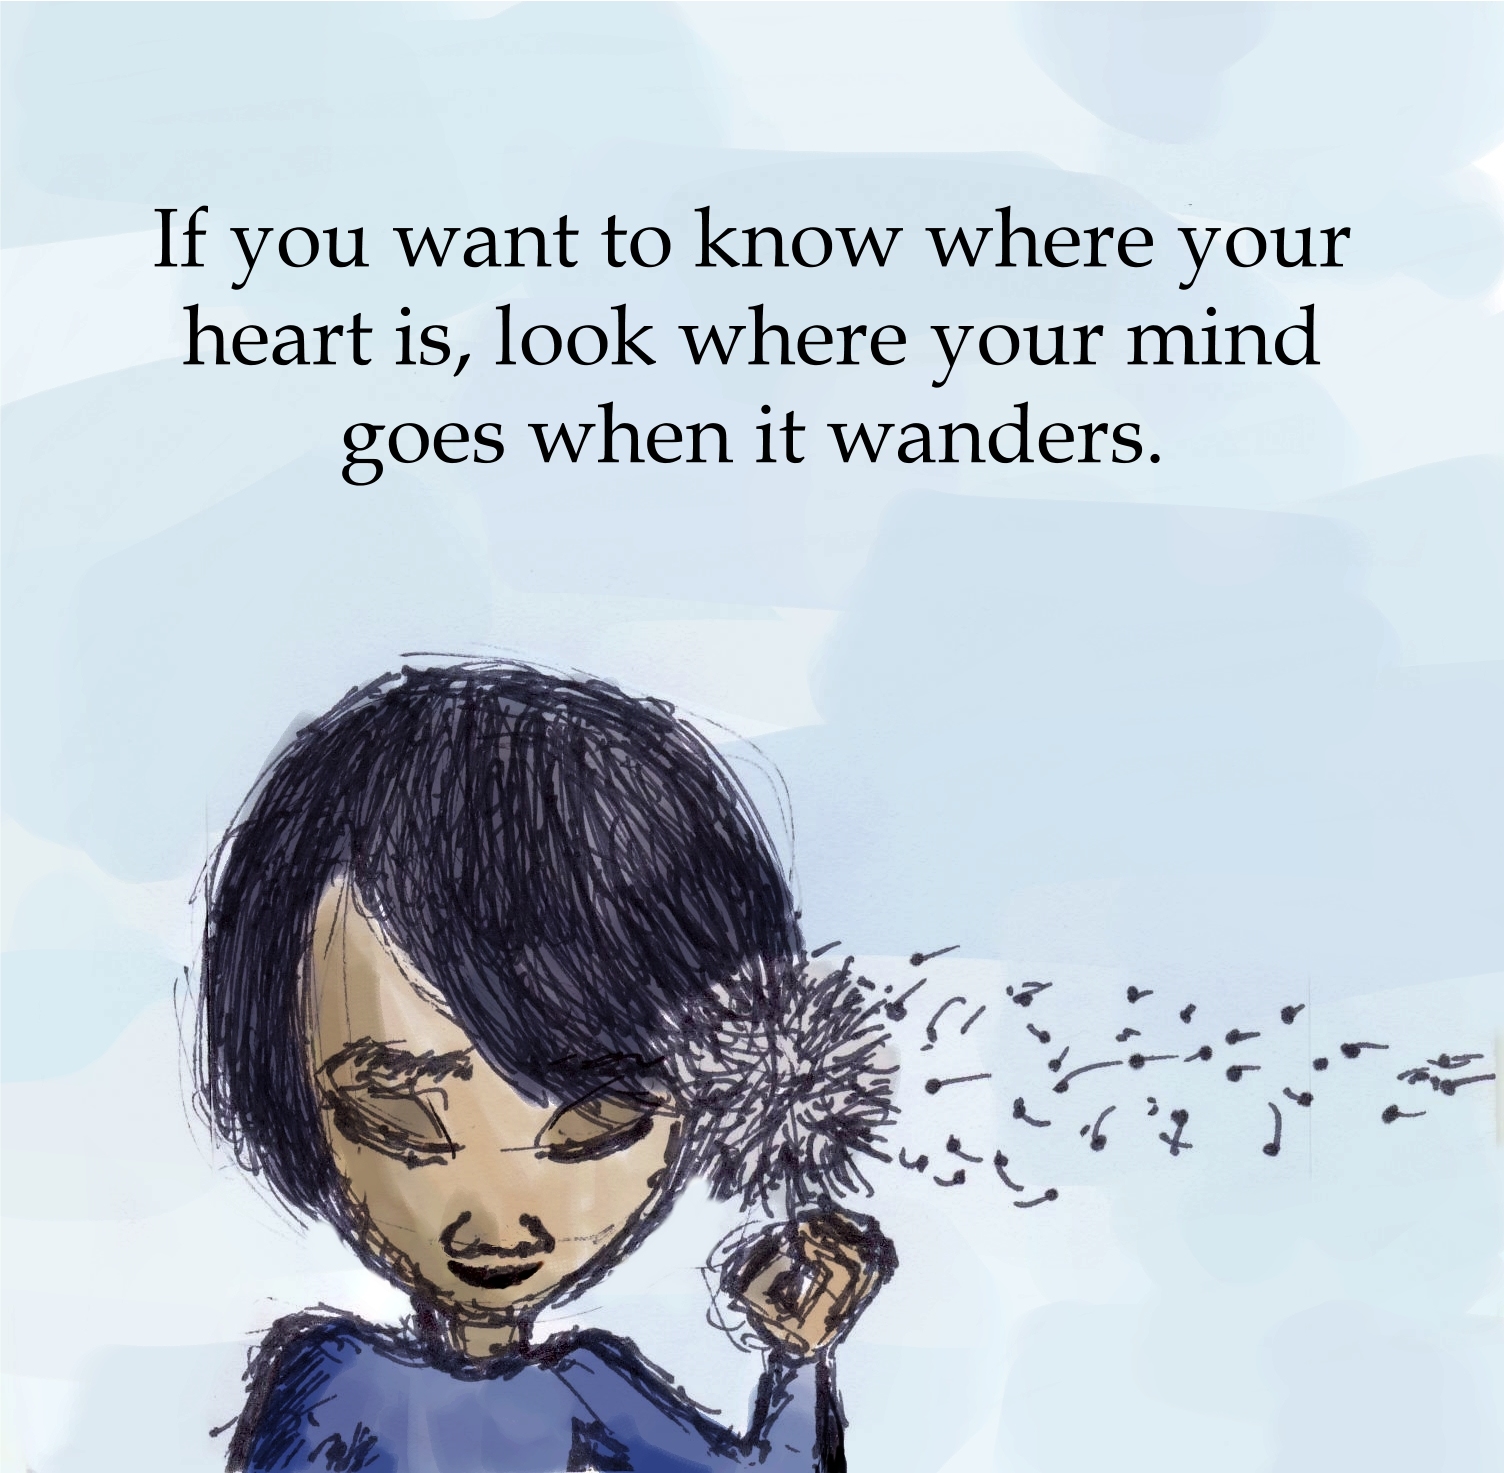 If you want to know where your
heart is, look where your mind
goes when it wanders.